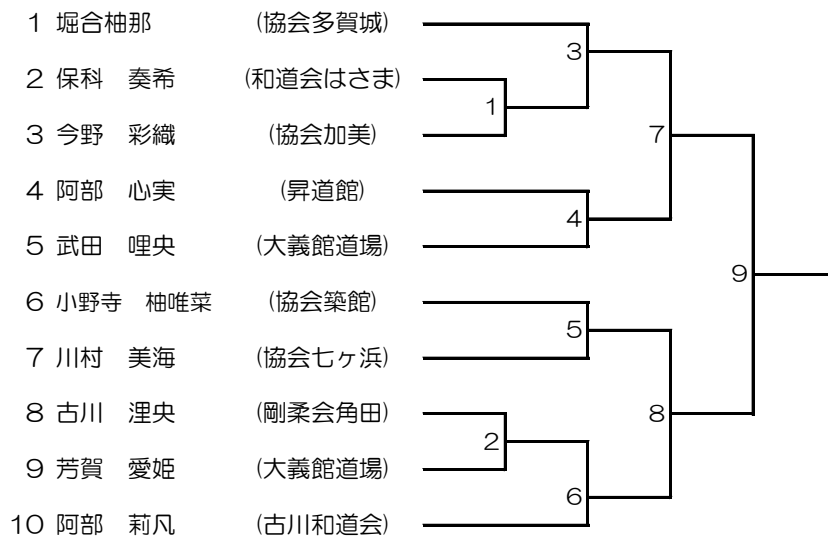 1 堀合柚那 (協会多賀城)
2 保科 奏希 (和道会はさま)
3 今野 彩織 (協会加美)
4 阿部 心実 (昇道館)
5 武田 哩央 (大義館道場)
6 小野寺 柚唯菜 (協会築館)
7 川村 美海 (協会七ヶ浜)
8 古川 浬央 (剛柔会角田)
9 芳賀 愛姫 (大義館道場)
10 阿部 莉凡 (古川和道会)
3
1
7
4
9
5
8
2
6